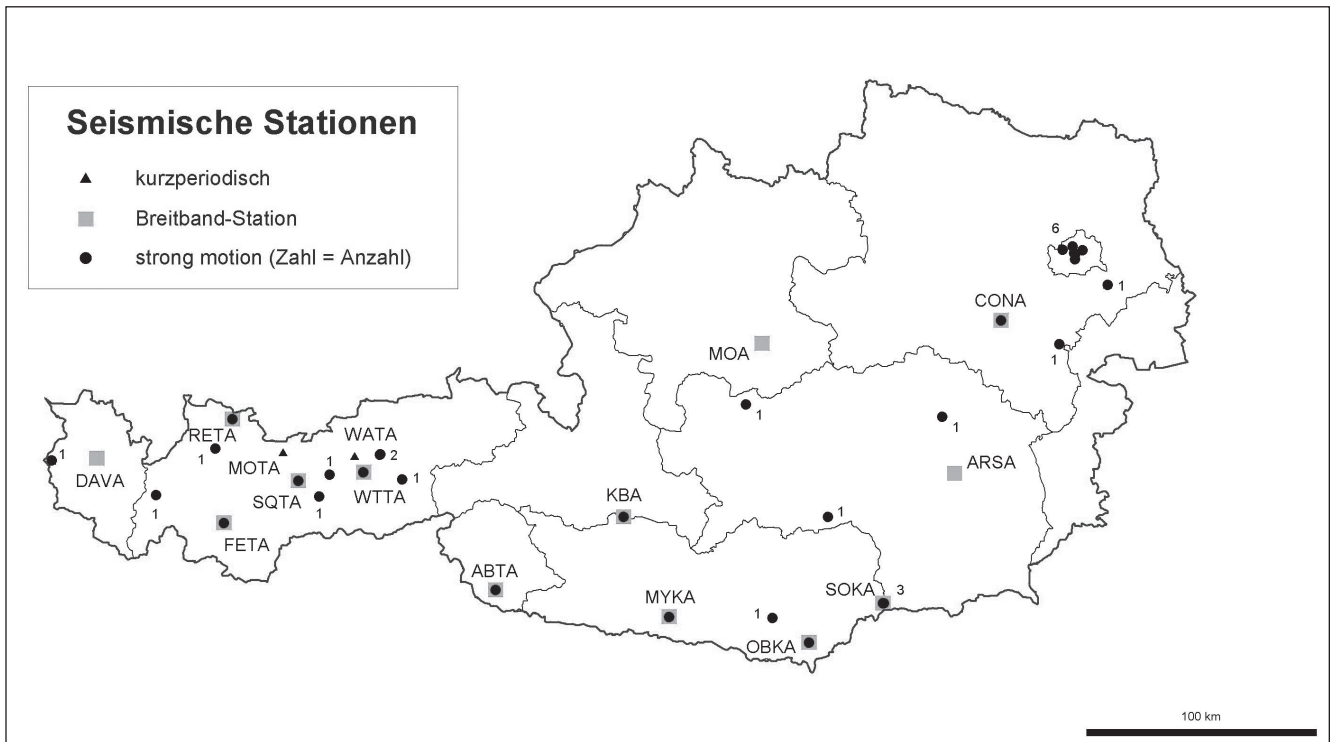 Seismische Stationen
kurzperiodisch
Breitband-Station
strong motion (Zahl = Anzahl)
6
1
CONA
MOA
1
1
RETA
WATA
1
1
MOTA
1
2
DAVA
SQTA
WTTA
1
ARSA
1
1
KBA
1
FETA
ABTA
MYKA
SOKA
3
1
OBKA
100 km